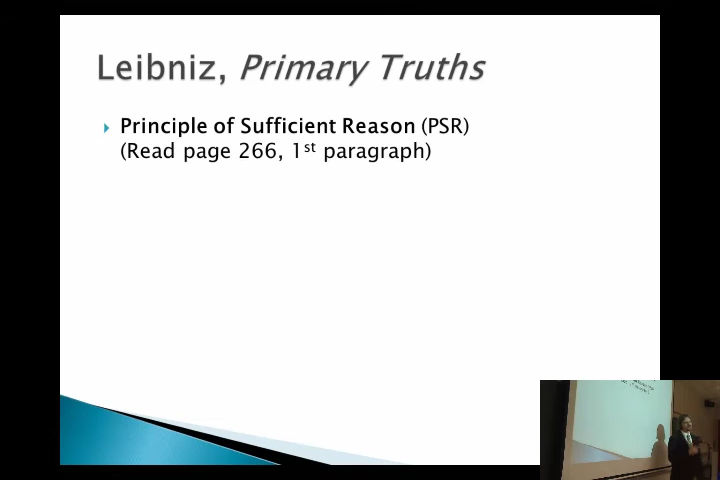 Leibniz, Primary Truths
Principle of Sufficient Reason (PSR)
(Read page 266, 1st paragraph)